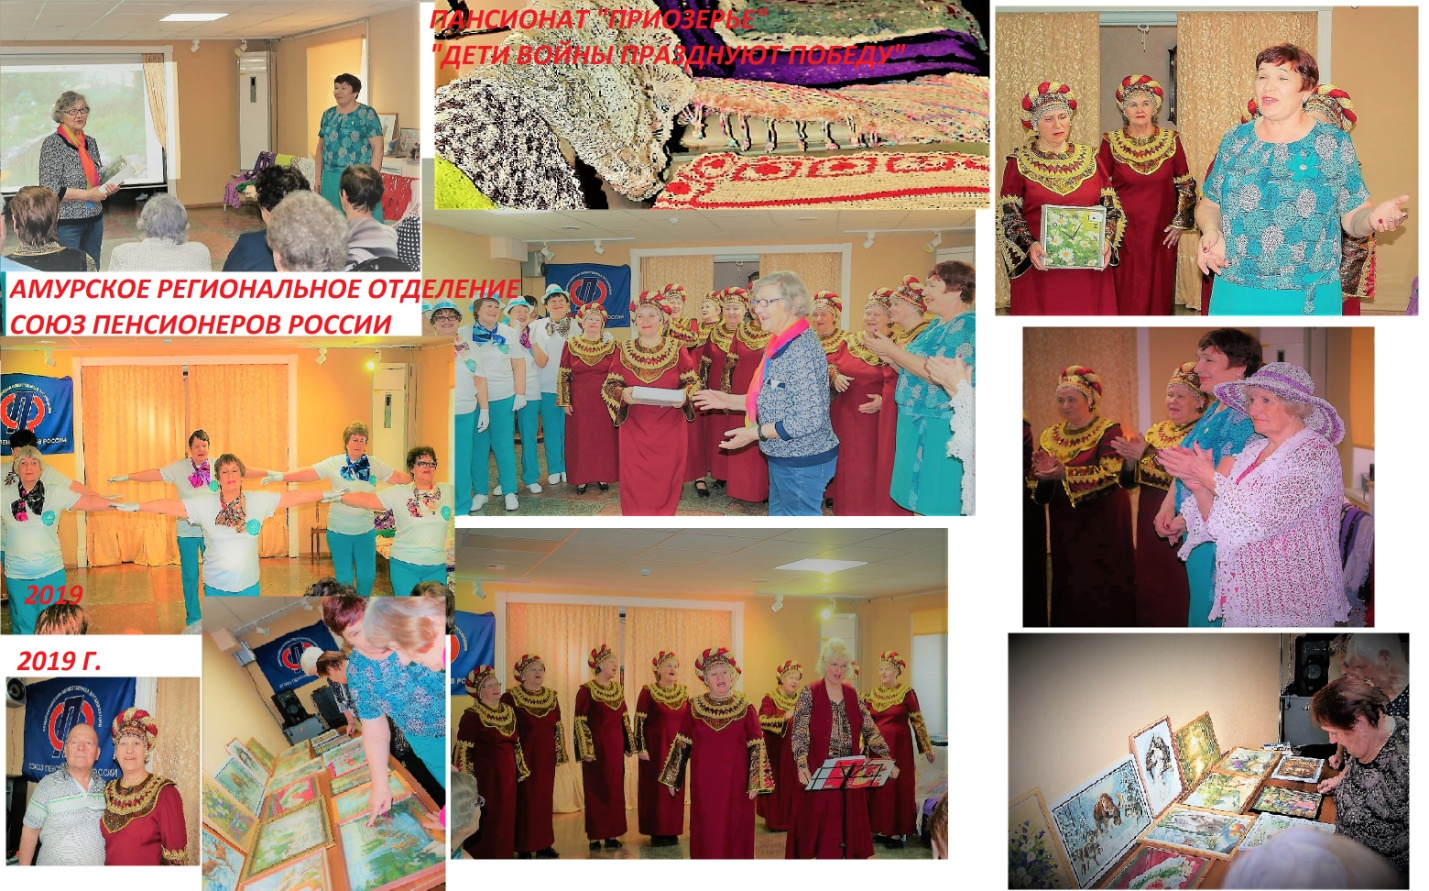 ПАНСИОНАТ "ПРИОЗЕРЬЕ"
"ДЕТИ ВОЙНЫ ПРАЗДНУЮТ ПОБЕДУ"
АМУРСКОЕ РЕГИОНАЛЬНОЕ ОТДЕЛЕНИЕ
СОЮЗ ПЕНСИОНЕРОВ РОССИИ
2019
2019 Г.